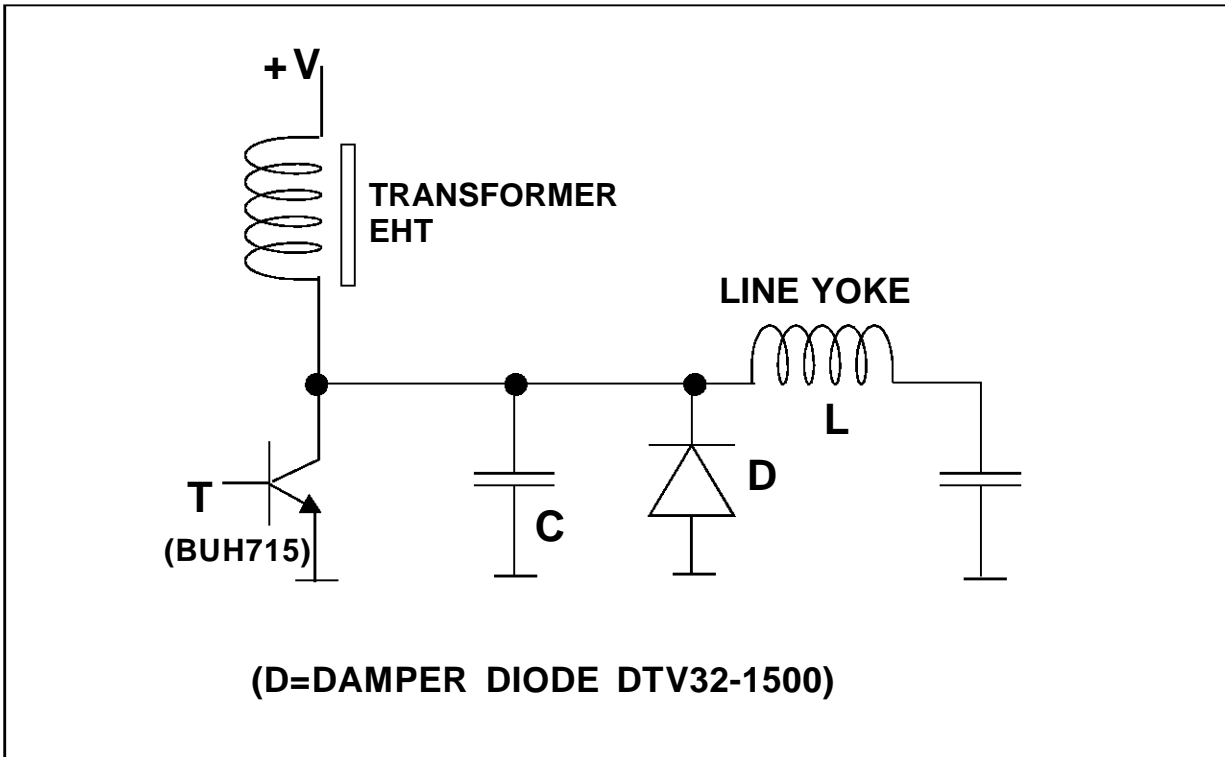 +V
TRANSFORMER
EHT
LINE YOKE
L
T
D
(BUH715)
C
(D=DAMPER DIODE DTV32-1500)